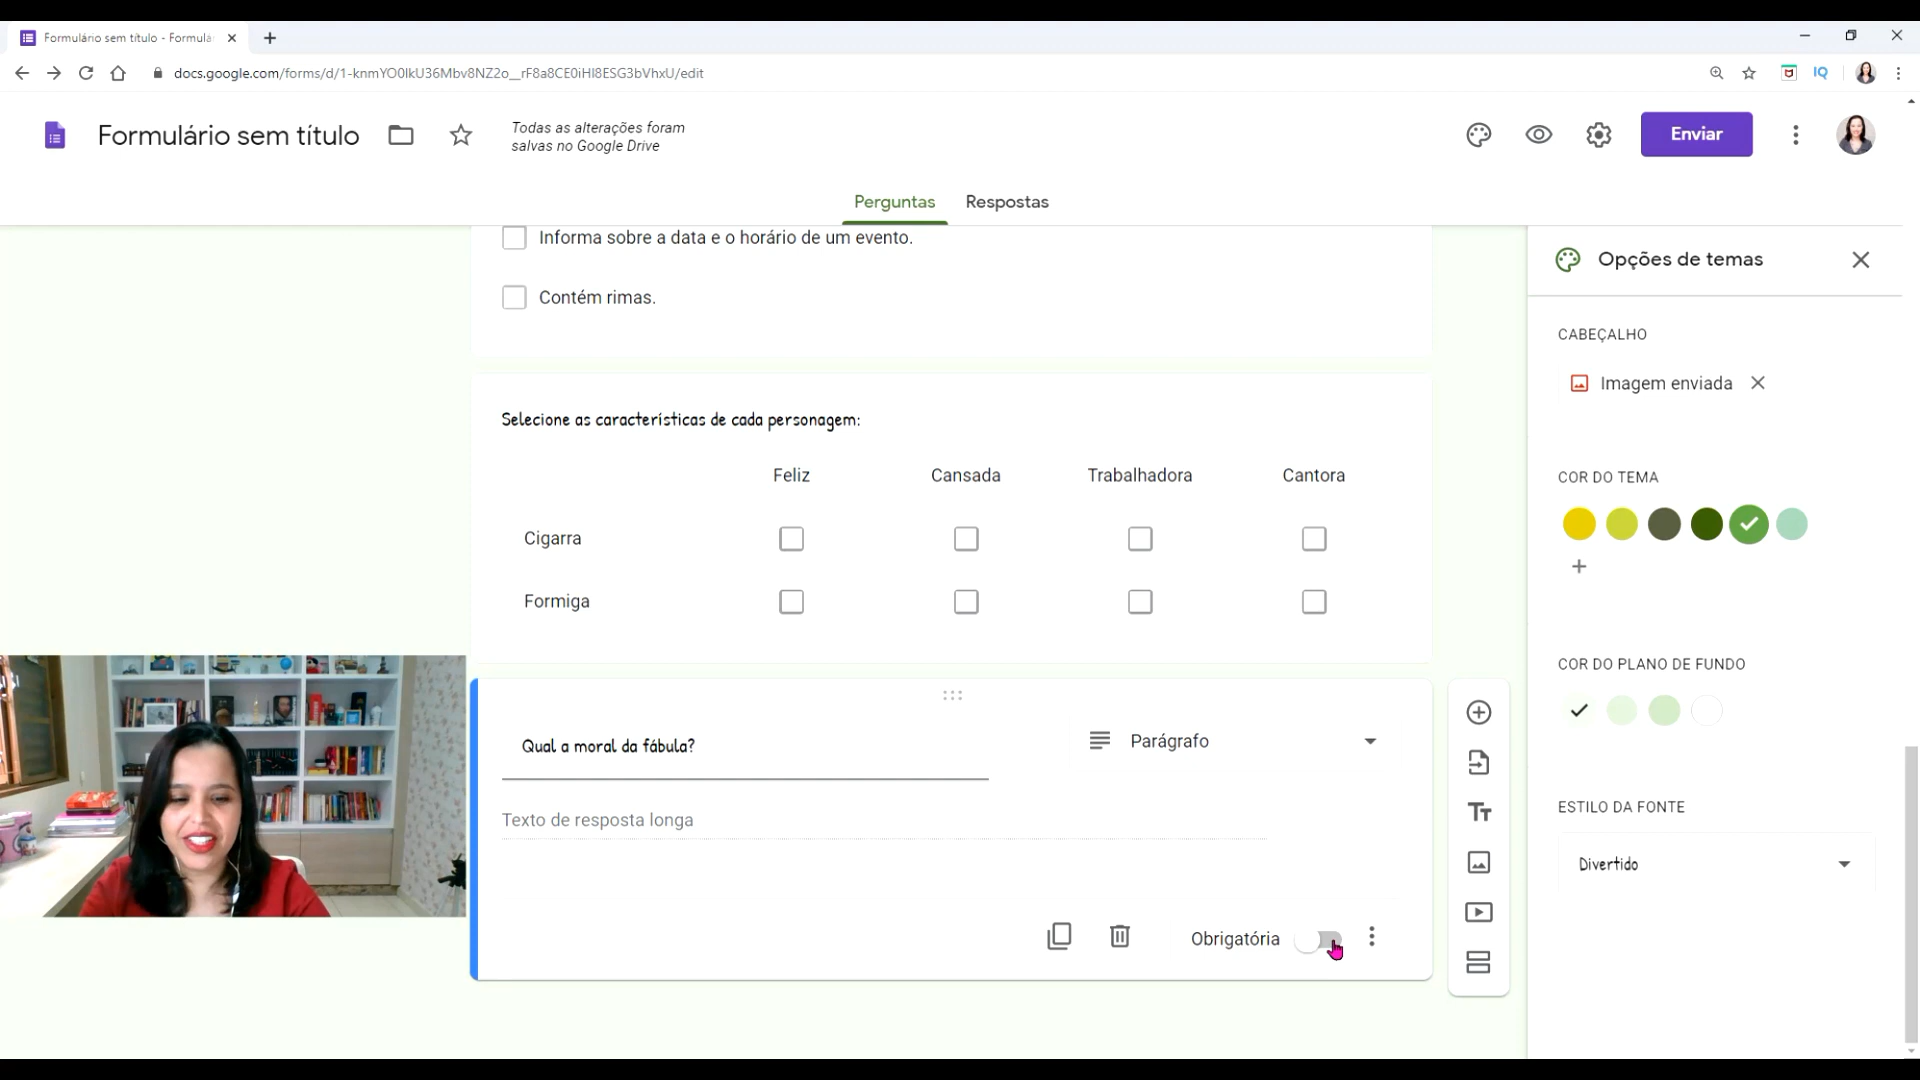 Formulário sem título - Formulá
docs.google.com/forms/d/1-knmYO0lkU36Mbv8NZ2o__rF8a8CE0iHI8ESG3bVhxU/edit
IQ
Formulário sem título
Todas as alterações foram
salvas no Google Drive
Enviar
Perguntas
Respostas
Informa sobre a data e o horário de um evento.
Contém rimas.
Selecione as características de cada personagem:
Feliz
Cansada
Trabalhadora
Cantora
Cigarra
Formiga
Qual a moral da fábula?
Parágrafo
Texto de resposta longa
Obrigatória
Tт
Opções de temas
CABEÇALHO
Imagem enviada
COR DO TEMA
COR DO PLANO DE FUNDO
ESTILO DA FONTE
Divertido